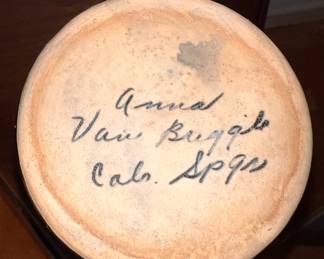 Anna
Van Briggle
Colo. Spgs